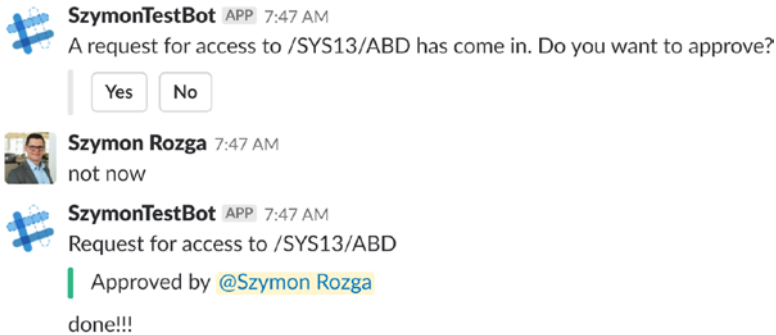 SzymonTestBot APP 7:47 AM
A request for access to /SYS13/ABD has come in. Do you want to approve?
Yes No
Szymon Rozga 7:47 AM
not now
SzymonTestBot APP 7:47 AM
Request for access to /SYS13/ABD
Approved by @Szymon Rozga
done!!!